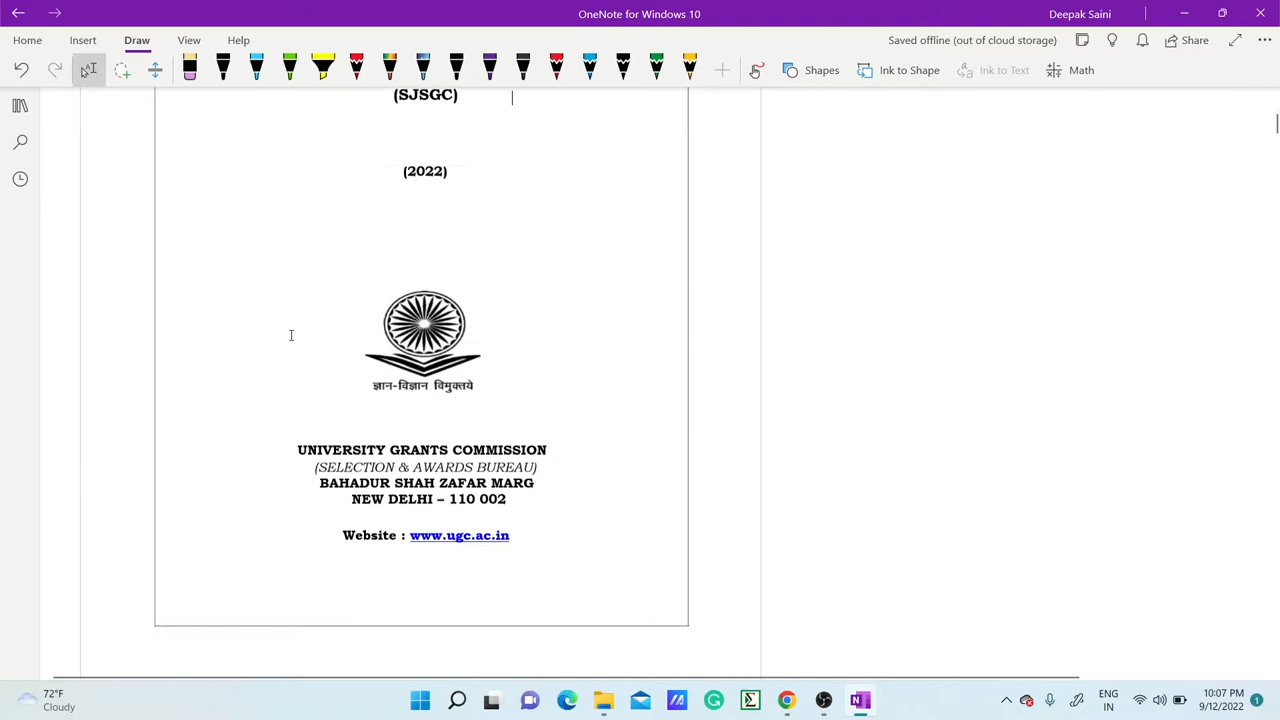 OneNote for Windows 10
Deepak Saini
Home Insert Draw View Help
Saved offline (out of cloud storage)
Share
Shapes
Ink to Shape
Ink to Text
Math
(SJSGC)
(2022)
ज्ञान-विज्ञान विमुक्तये
UNIVERSITY GRANTS COMMISSION
(SELECTION & AWARDS BUREAU)
BAHADUR SHAH ZAFAR MARG
NEW DELHI – 110 002
Website : www.ugc.ac.in
72°F
Cloudy
ENG
IN
10:07 PM
9/12/2022
1